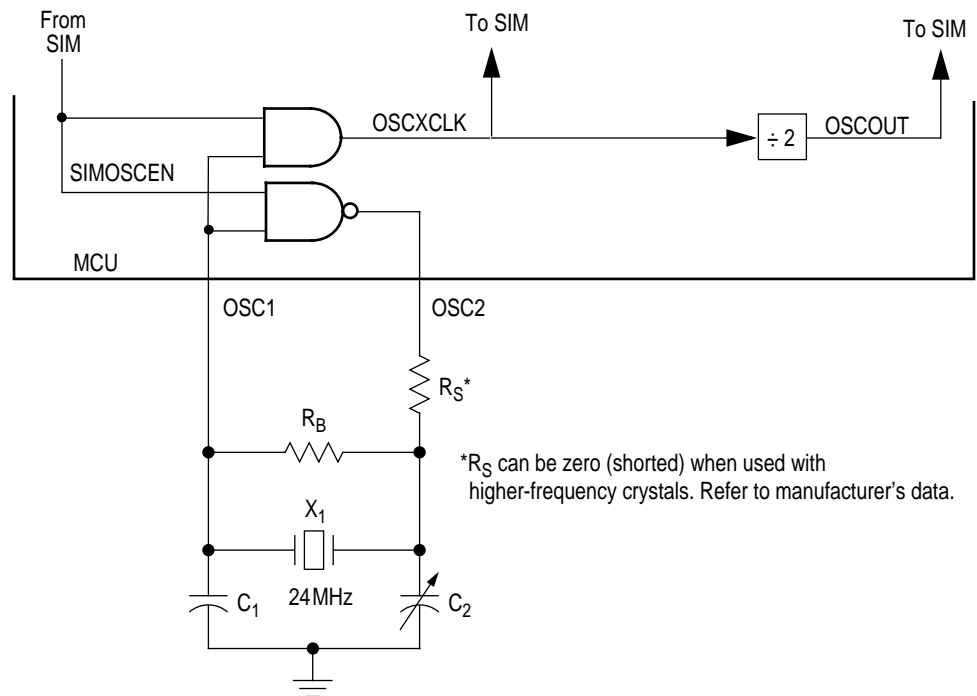 From
SIM
To SIM
To SIM
OSCXCLK
÷ 2
OSCOUT
SIMOSCEN
MCU
OSC1
OSC2
RS*
RB
*RS can be zero (shorted) when used with
higher-frequency crystals. Refer to manufacturer's data.
X1
24MHz
C1
C2